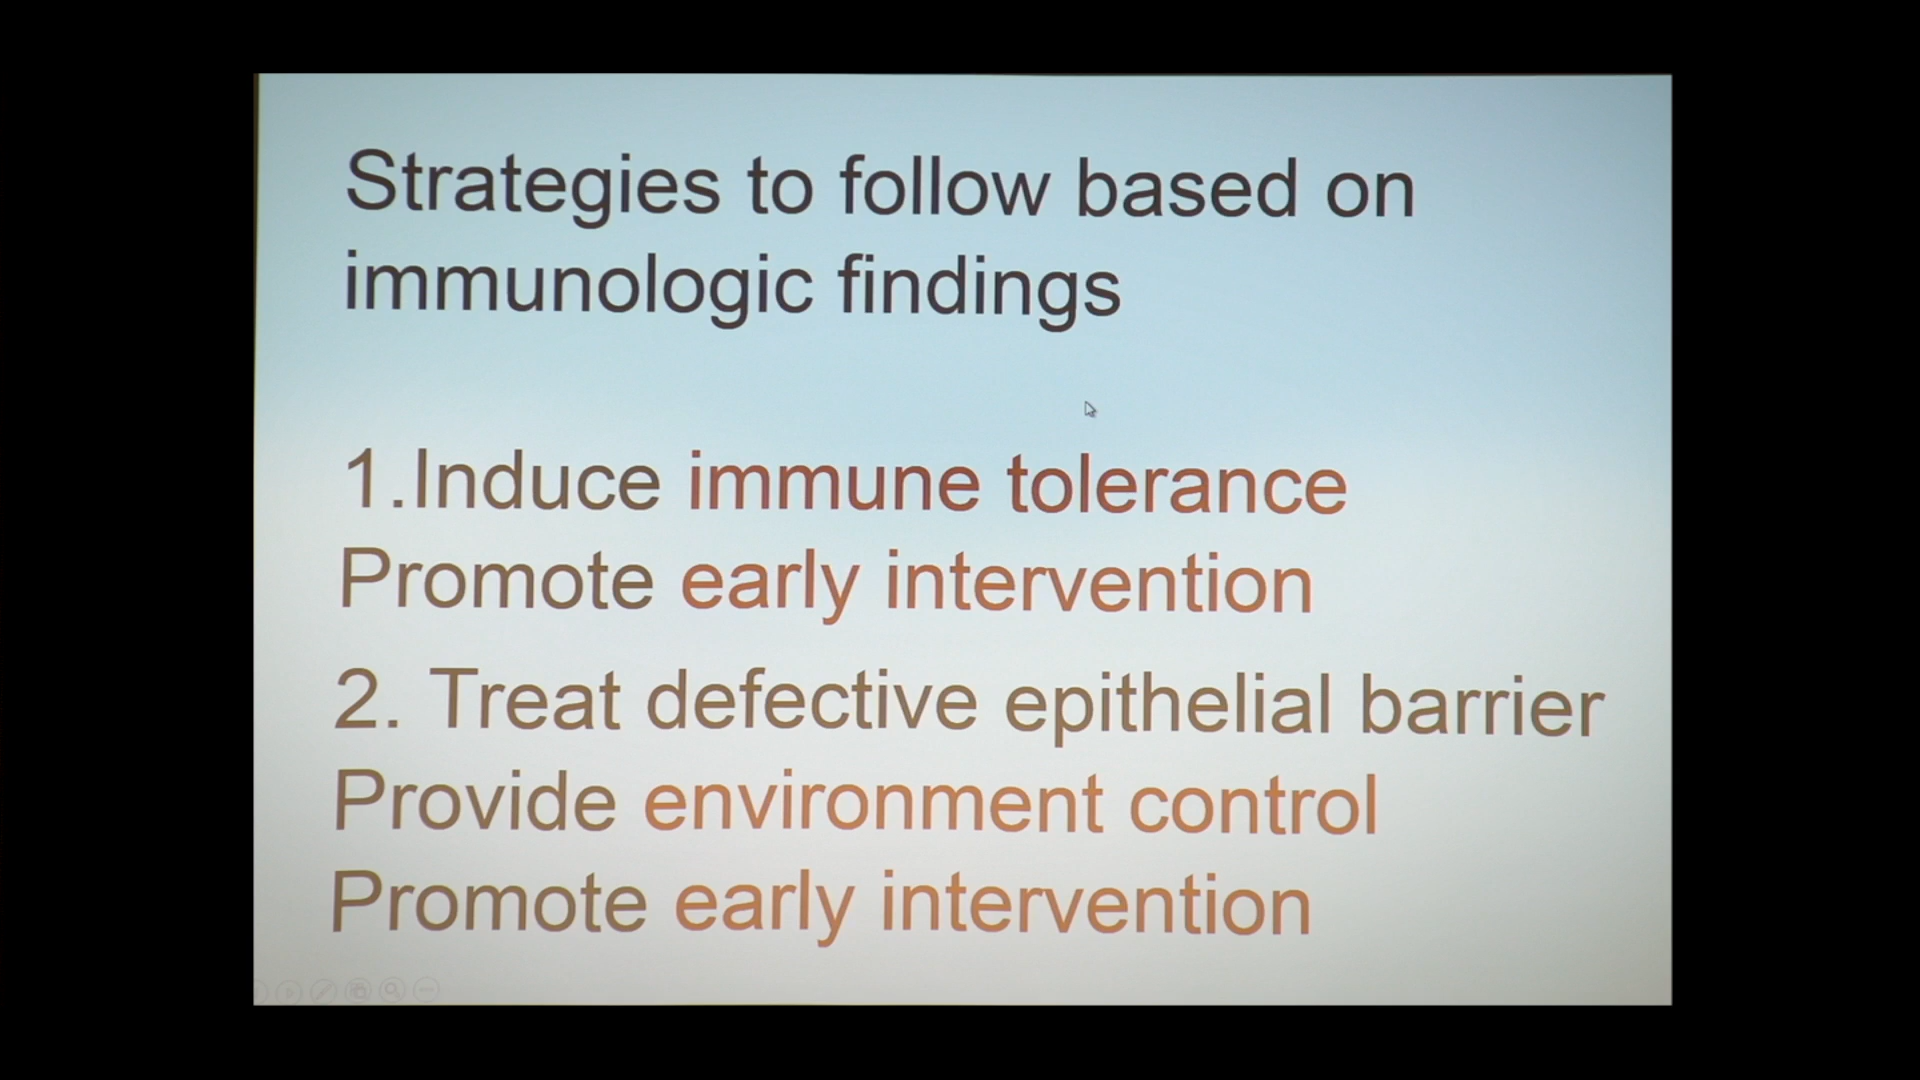 Strategies to follow based on
immunologic findings
1.Induce immune tolerance
Promote early intervention
2. Treat defective epithelial barrier
Provide environment control
Promote early intervention